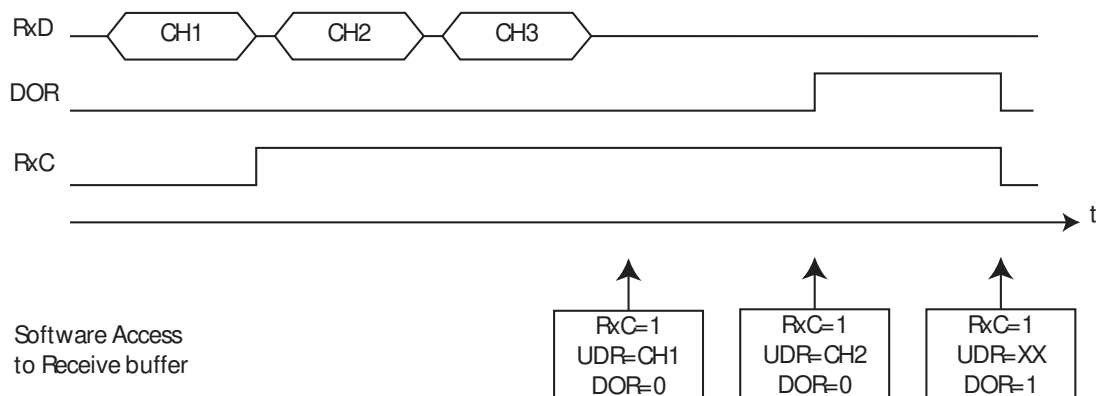 RxD
CH1
CH2
CH3
DOR
RxC
t
Software Access
to Receive buffer
RxC=1
UDR=CH1
DOR=0
RxC=1
UDR=CH2
DOR=0
RxC=1
UDR=XX
DOR=1